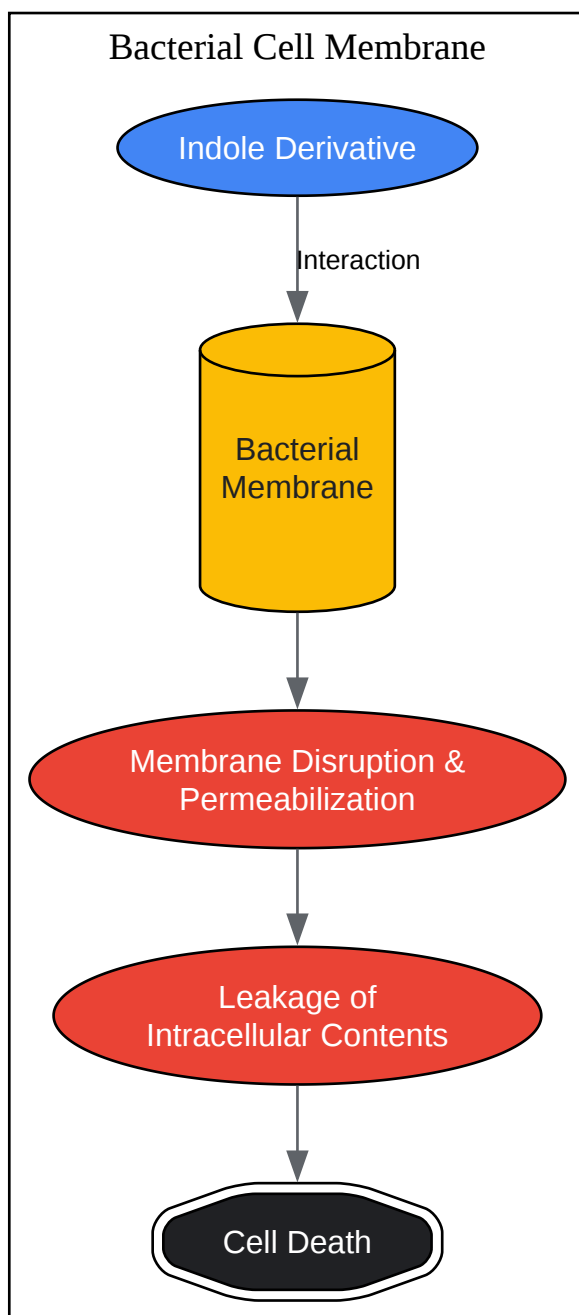 Bacterial Cell Membrane
Indole Derivative
Interaction
Bacterial
Membrane
Membrane Disruption &
Permeabilization
Leakage of
Intracellular Contents
Cell Death